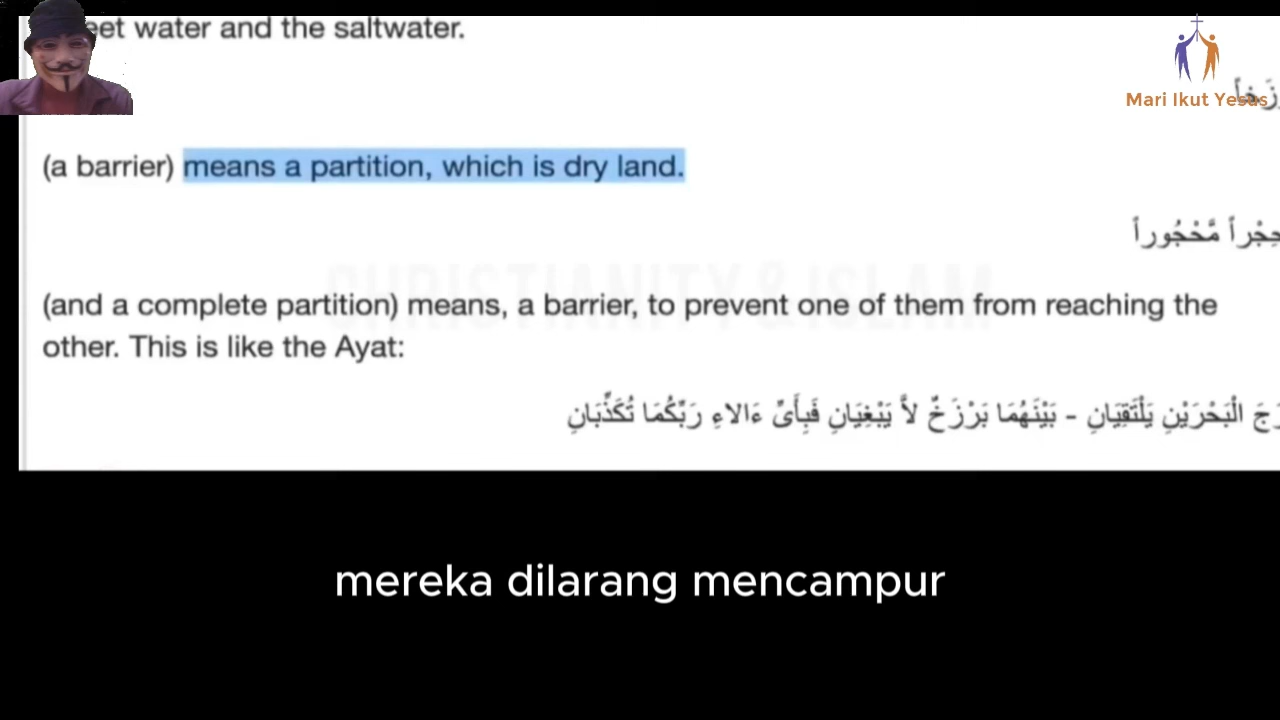 eet water and the saltwater.
Mari Ikut Yesus
(a barrier) means a partition, which is dry land.
حِجْراً مَّحْجُوراً
(and a complete partition) means, a barrier, to prevent one of them from reaching the
other. This is like the Ayat:
الْبَحْرَيْنِ يَلْتَقِيَانِ - بَيْنَهُمَا بَرْزَخٌ لاَّ يَبْغِيَانِ فَبِأَىِّ ءَالاءِ رَبِّكُمَا تُكَذِّبَانِ
CHRISTIANITY & ISLAM
mereka dilarang mencampur